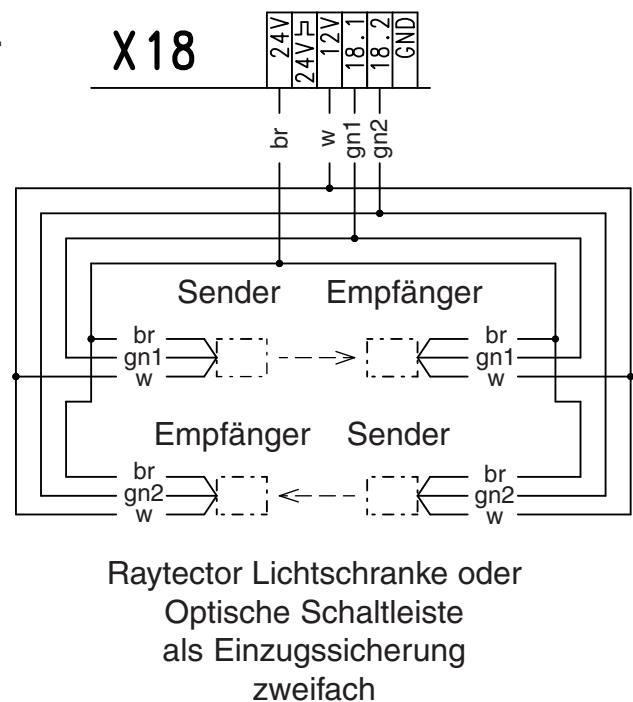 X18
24V
24V⎍
12V
18.1
18.2
GND
br
w
gn1
gn2
Sender Empfänger
br br
gn1 gn1
w w
Empfänger Sender
br br
gn2 gn2
w w
Raytector Lichtschranke oder
Optische Schaltleiste
als Einzugssicherung
zweifach